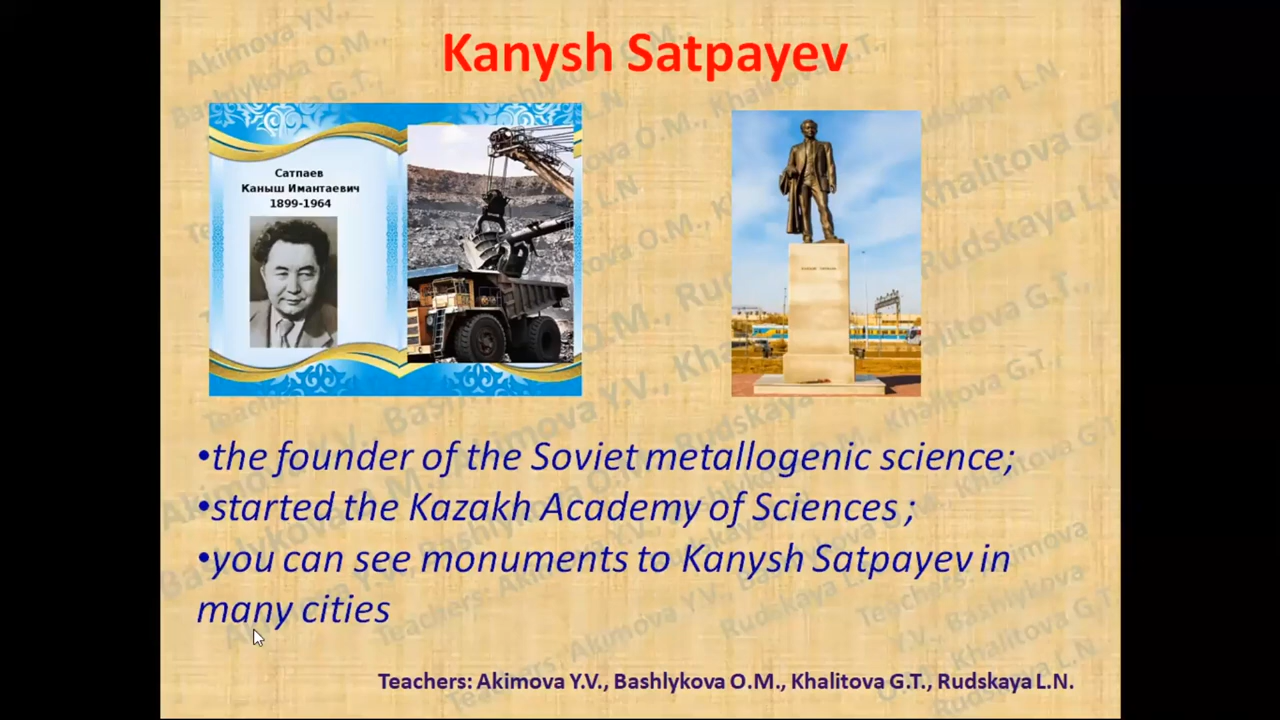 Kanysh Satpayev
Сатпаев
Каныш Имантаевич
1899-1964
•the founder of the Soviet metallogenic science;
•started the Kazakh Academy of Sciences ;
•you can see monuments to Kanysh Satpayev in
many cities
Teachers: Akimova Y.V., Bashlykova O.M., Khalitova G.T., Rudskaya L.N.